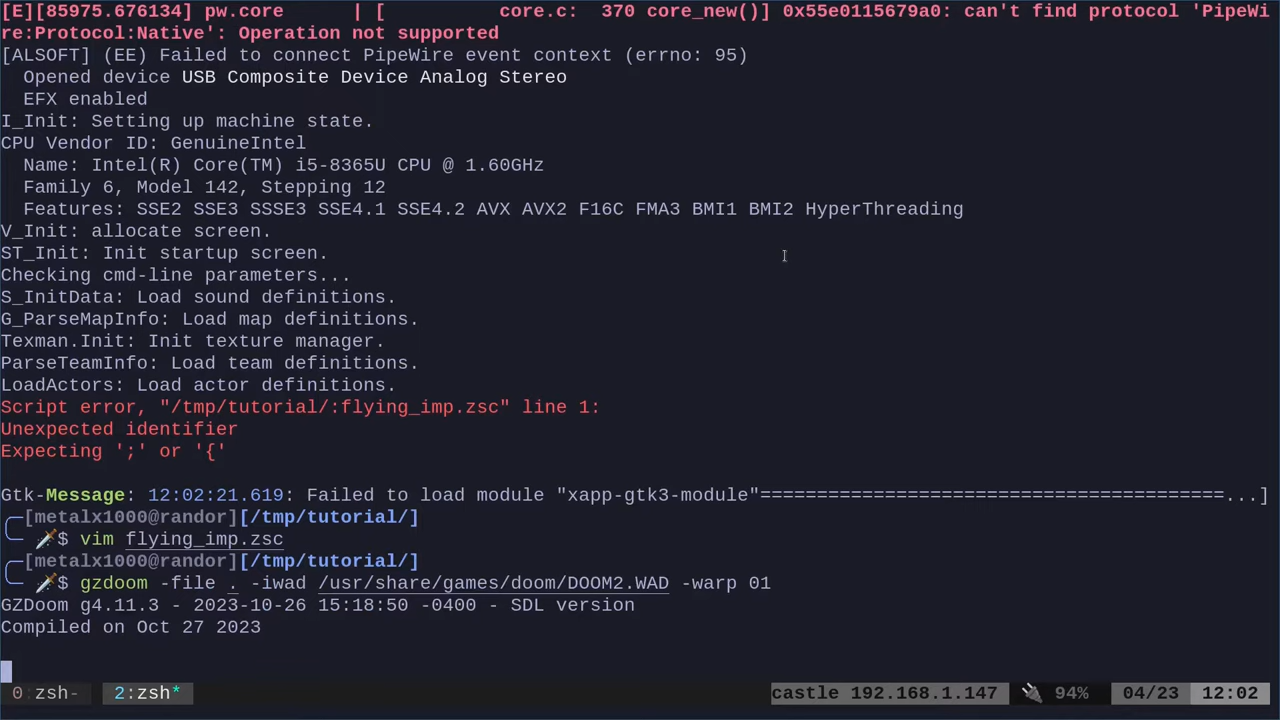 [E][85975.676134] pw.core      | [          core.c:  370 core_new()] 0x55e0115679a0: can't find protocol 'PipeWi
re:Protocol:Native': Operation not supported
[ALSOFT] (EE) Failed to connect PipeWire event context (errno: 95)
  Opened device USB Composite Device Analog Stereo
  EFX enabled
I_Init: Setting up machine state.
CPU Vendor ID: GenuineIntel
  Name: Intel(R) Core(TM) i5-8365U CPU @ 1.60GHz
  Family 6, Model 142, Stepping 12
  Features: SSE2 SSE3 SSSE3 SSE4.1 SSE4.2 AVX AVX2 F16C FMA3 BMI1 BMI2 HyperThreading
V_Init: allocate screen.
ST_Init: Init startup screen.
Checking cmd-line parameters...
S_InitData: Load sound definitions.
G_ParseMapInfo: Load map definitions.
Texman.Init: Init texture manager.
ParseTeamInfo: Load team definitions.
LoadActors: Load actor definitions.
Script error, "/tmp/tutorial/:flying_imp.zsc" line 1:
Unexpected identifier
Expecting ';' or '{'
Gtk-Message: 12:02:21.619: Failed to load module "xapp-gtk3-module"=========================================...]
[metalx1000@randor][/tmp/tutorial/]
$ vim flying_imp.zsc
[metalx1000@randor][/tmp/tutorial/]
$ gzdoom -file . -iwad /usr/share/games/doom/DOOM2.WAD -warp 01
GZDoom g4.11.3 - 2023-10-26 15:18:50 -0400 - SDL version
Compiled on Oct 27 2023
0:zsh- 2:zsh* castle 192.168.1.147 94% 04/23 12:02